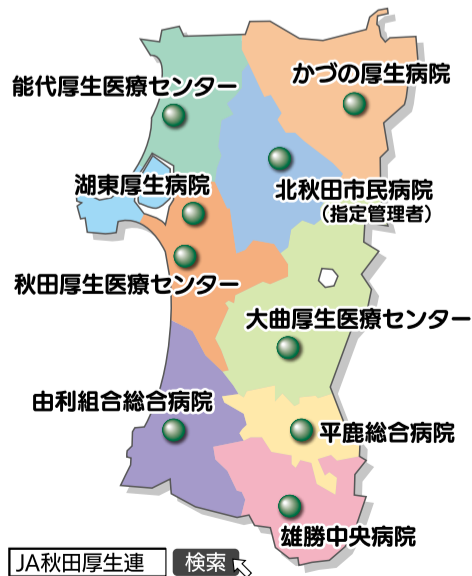 かづの厚生病院
能代厚生医療センター
湖東厚生病院
北秋田市民病院
（指定管理者）
秋田厚生医療センター
大曲厚生医療センター
由利組合総合病院
平鹿総合病院
雄勝中央病院
JA秋田厚生連 検索